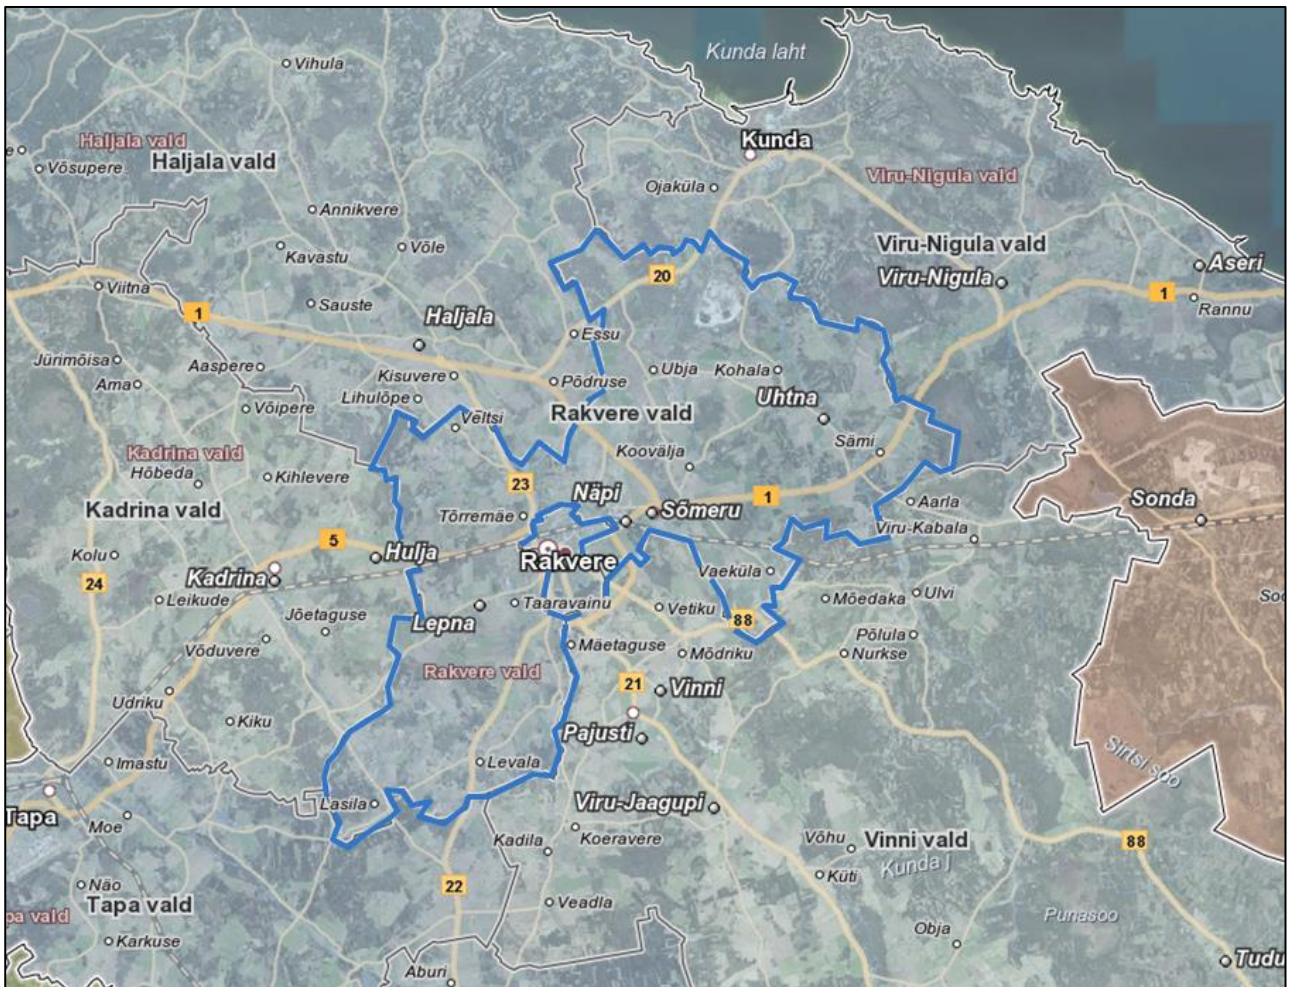 Kunda laht
Vihula
Haljala vald
Haljala vald
Võsupere
Kunda
Ojaküla
Viru-Nigula vald
Annikvere
Kavastu
Võle
Viru-Nigula vald
Viru-Nigula
Aseri
Rannu
20
1
Viitna
1
Sauste
Haljala
Essu
Jürimõisa
Ama
Aaspere
Kisuvere
Lihulõpe
Põdruse
Ubja
Kohala
Võipere
Veltsi
Rakvere vald
Uhtna
Kadrina vald
Hõbeda
Kihlevere
Koovälja
Sämi
Kadrina vald
23
Näpi
Sõmeru
1
Aarla
Sonda
Tõrremäe
Viru-Kabala
Kolu
5
Hulja
Rakvere
24
Kadrina
Vaeküla
Leikude
Jõetaguse
Lepna
Taaravainu
Vetiku
88
Mõedaka
Ulvi
Võduvere
Mäetaguse
Mõdriku
Põlula
Nurkse
Rakvere vald
21
Vinni
Udriku
Kiku
Pajusti
Imastu
Levala
Sirtsi soo
Tapa
Lasila
Viru-Jaagupi
Moe
Kadila
Koeravere
Võhu
Vinni vald
88
Kunda j
Küti
22
Näo
Tapa vald
pa vald
Veadla
Punasoo
Karkuse
Obja
Aburi
Tudu